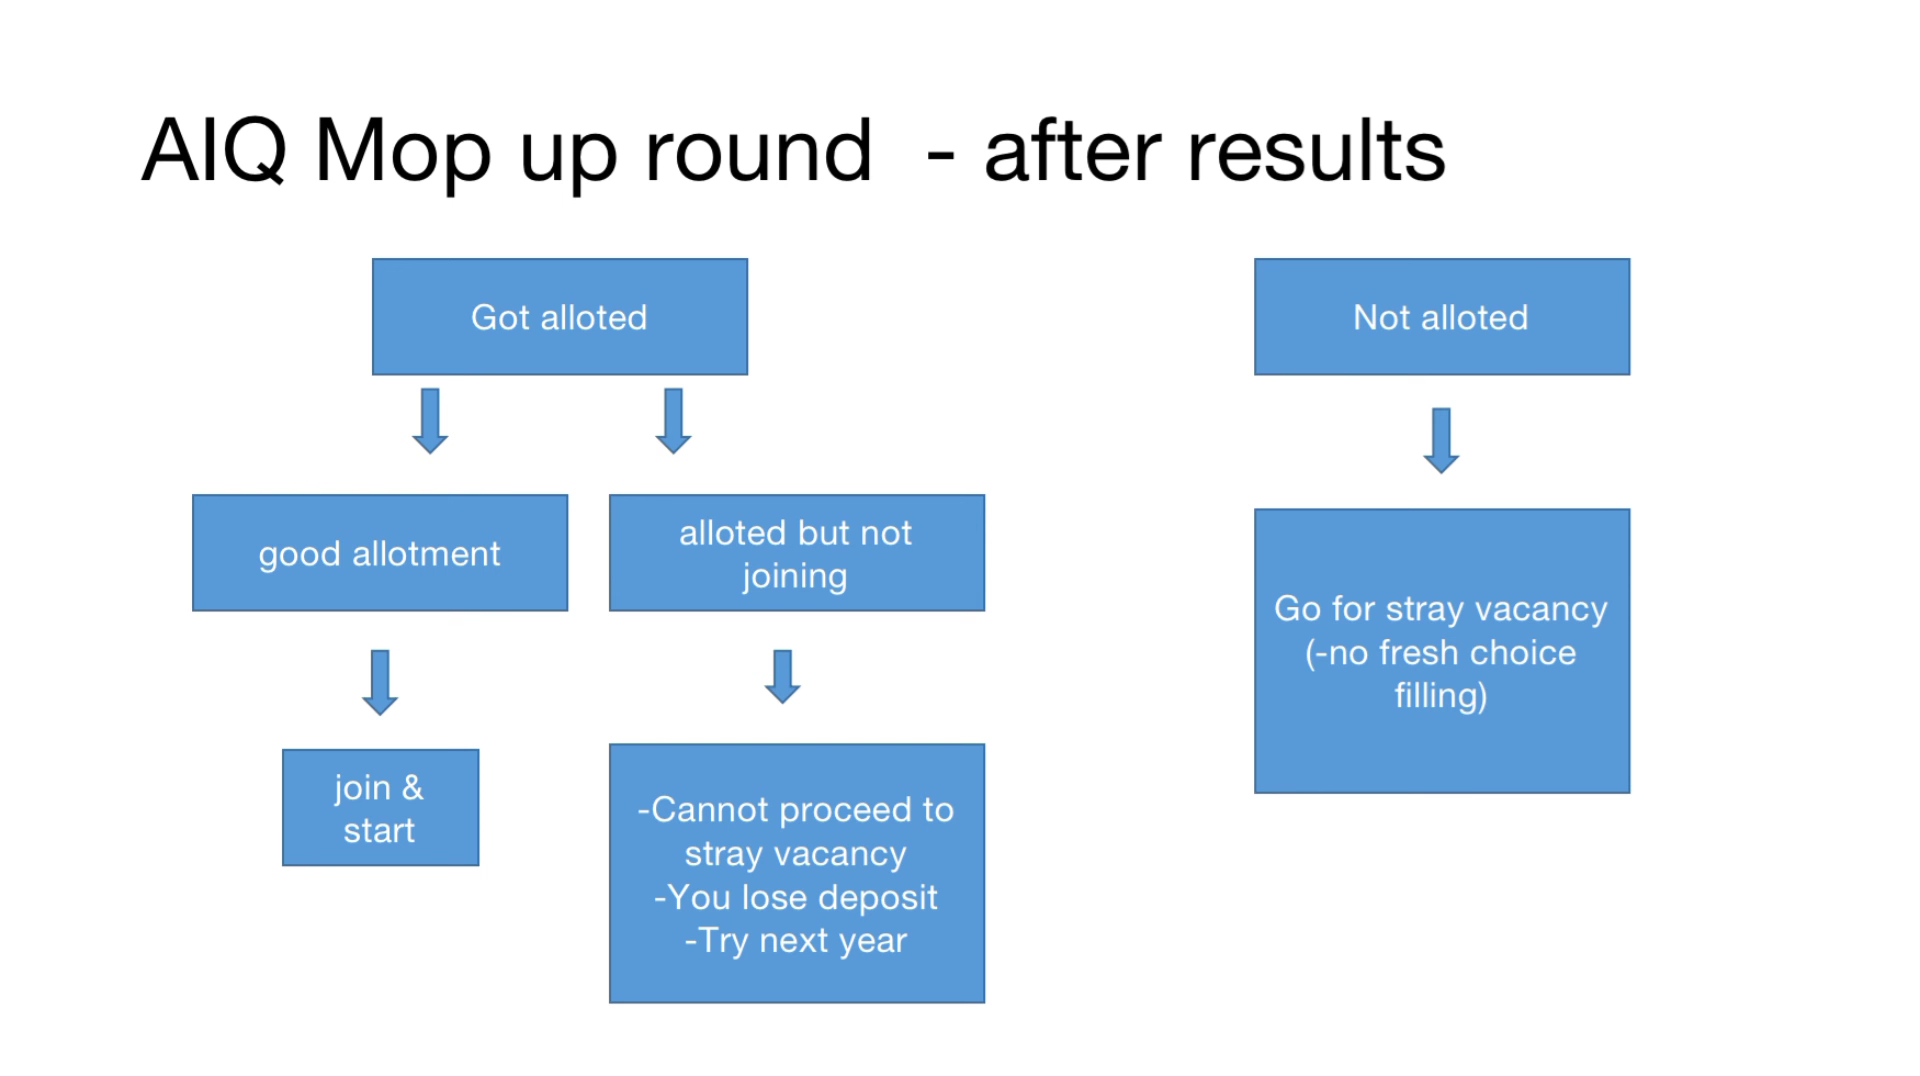 AIQ Mop up round  - after results
Got alloted
Not alloted
good allotment
alloted but not
joining
Go for stray vacancy
(-no fresh choice
filling)
join &
start
-Cannot proceed to
stray vacancy
-You lose deposit
-Try next year